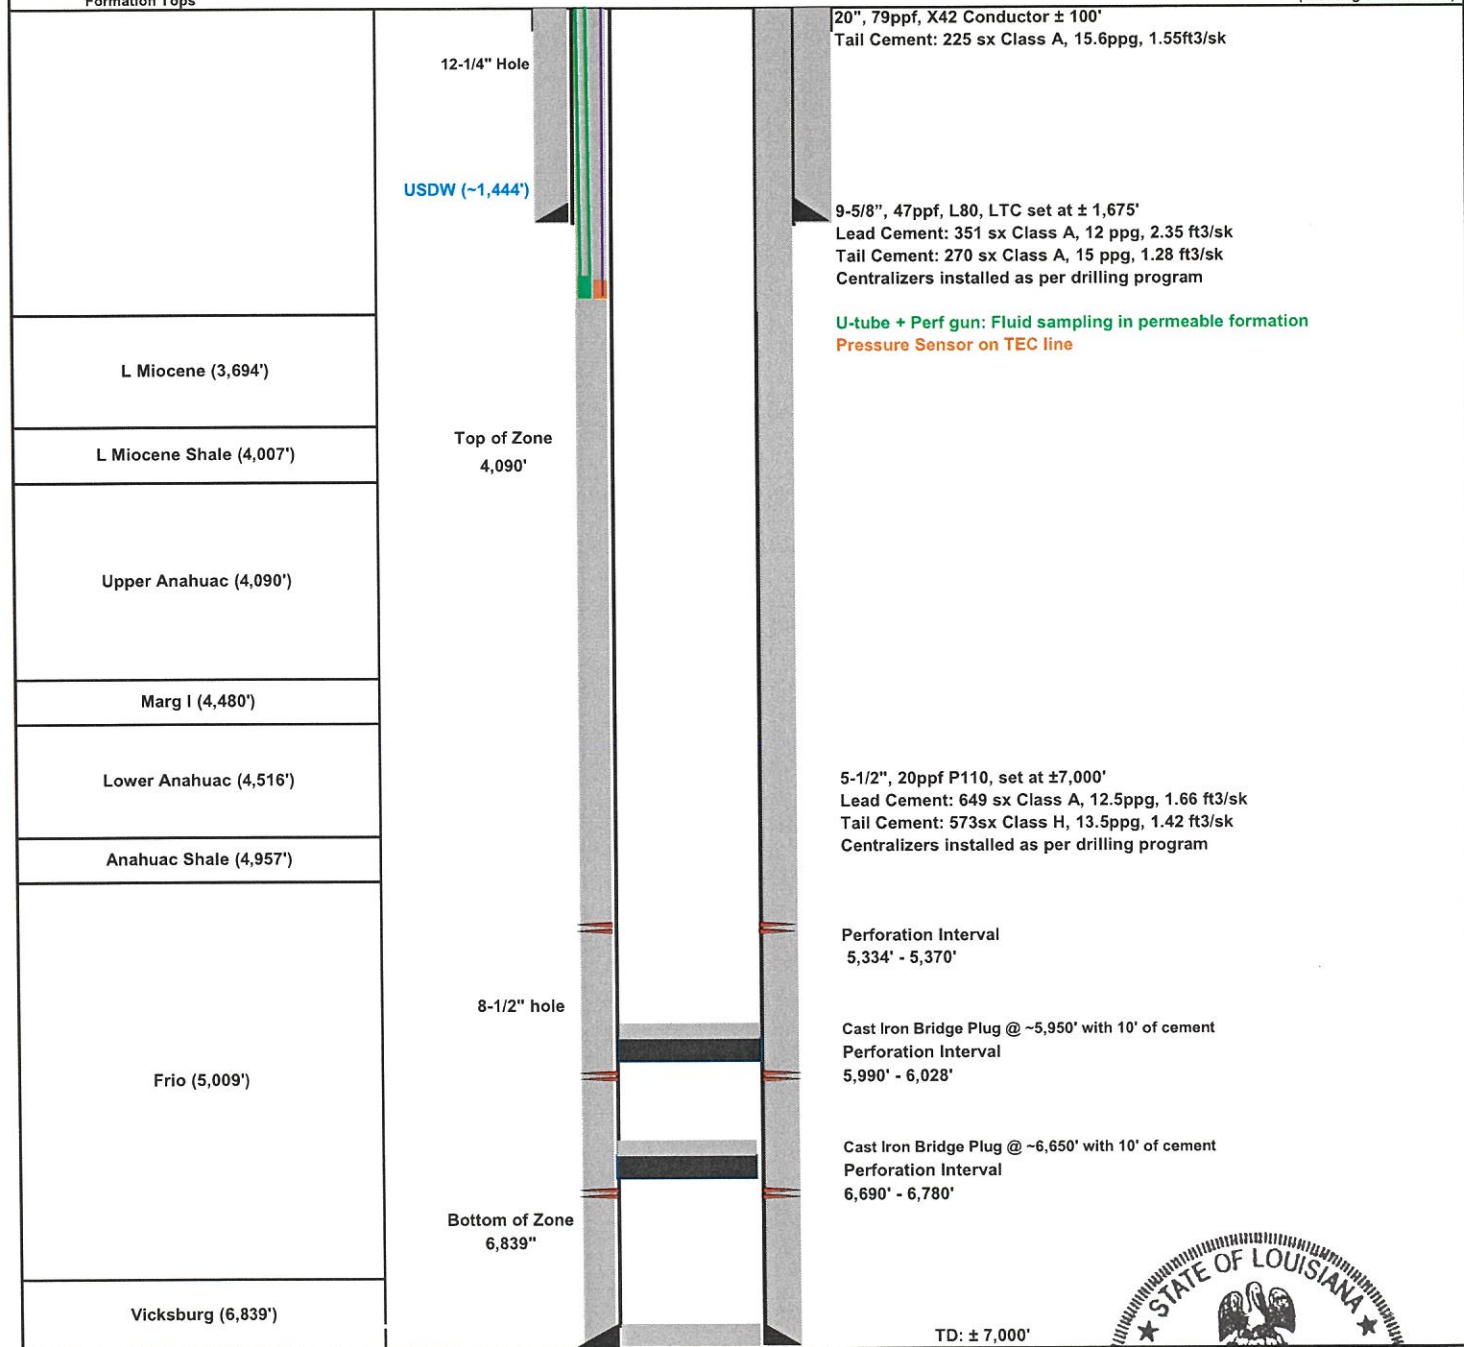 Formation Tops
20", 79ppf, X42 Conductor ± 100'
Tail Cement: 225 sx Class A, 15.6ppg, 1.55ft3/sk
12-1/4" Hole
USDW (~1,444')
9-5/8", 47ppf, L80, LTC set at ± 1,675'
Lead Cement: 351 sx Class A, 12 ppg, 2.35 ft3/sk
Tail Cement: 270 sx Class A, 15 ppg, 1.28 ft3/sk
Centralizers installed as per drilling program
U-tube + Perf gun: Fluid sampling in permeable formation
Pressure Sensor on TEC line
L Miocene (3,694')
Top of Zone
4,090'
L Miocene Shale (4,007')
Upper Anahuac (4,090')
Marg I (4,480')
Lower Anahuac (4,516')
5-1/2", 20ppf P110, set at ±7,000'
Lead Cement: 649 sx Class A, 12.5ppg, 1.66 ft3/sk
Tail Cement: 573sx Class H, 13.5ppg, 1.42 ft3/sk
Centralizers installed as per drilling program
Anahuac Shale (4,957')
Perforation Interval
5,334' - 5,370'
8-1/2" hole
Cast Iron Bridge Plug @ ~5,950' with 10' of cement
Perforation Interval
5,990' - 6,028'
Frio (5,009')
Cast Iron Bridge Plug @ ~6,650' with 10' of cement
Perforation Interval
6,690' - 6,780'
Bottom of Zone
6,839"
Vicksburg (6,839')
TD: ± 7,000'
STATE OF LOUISIANA